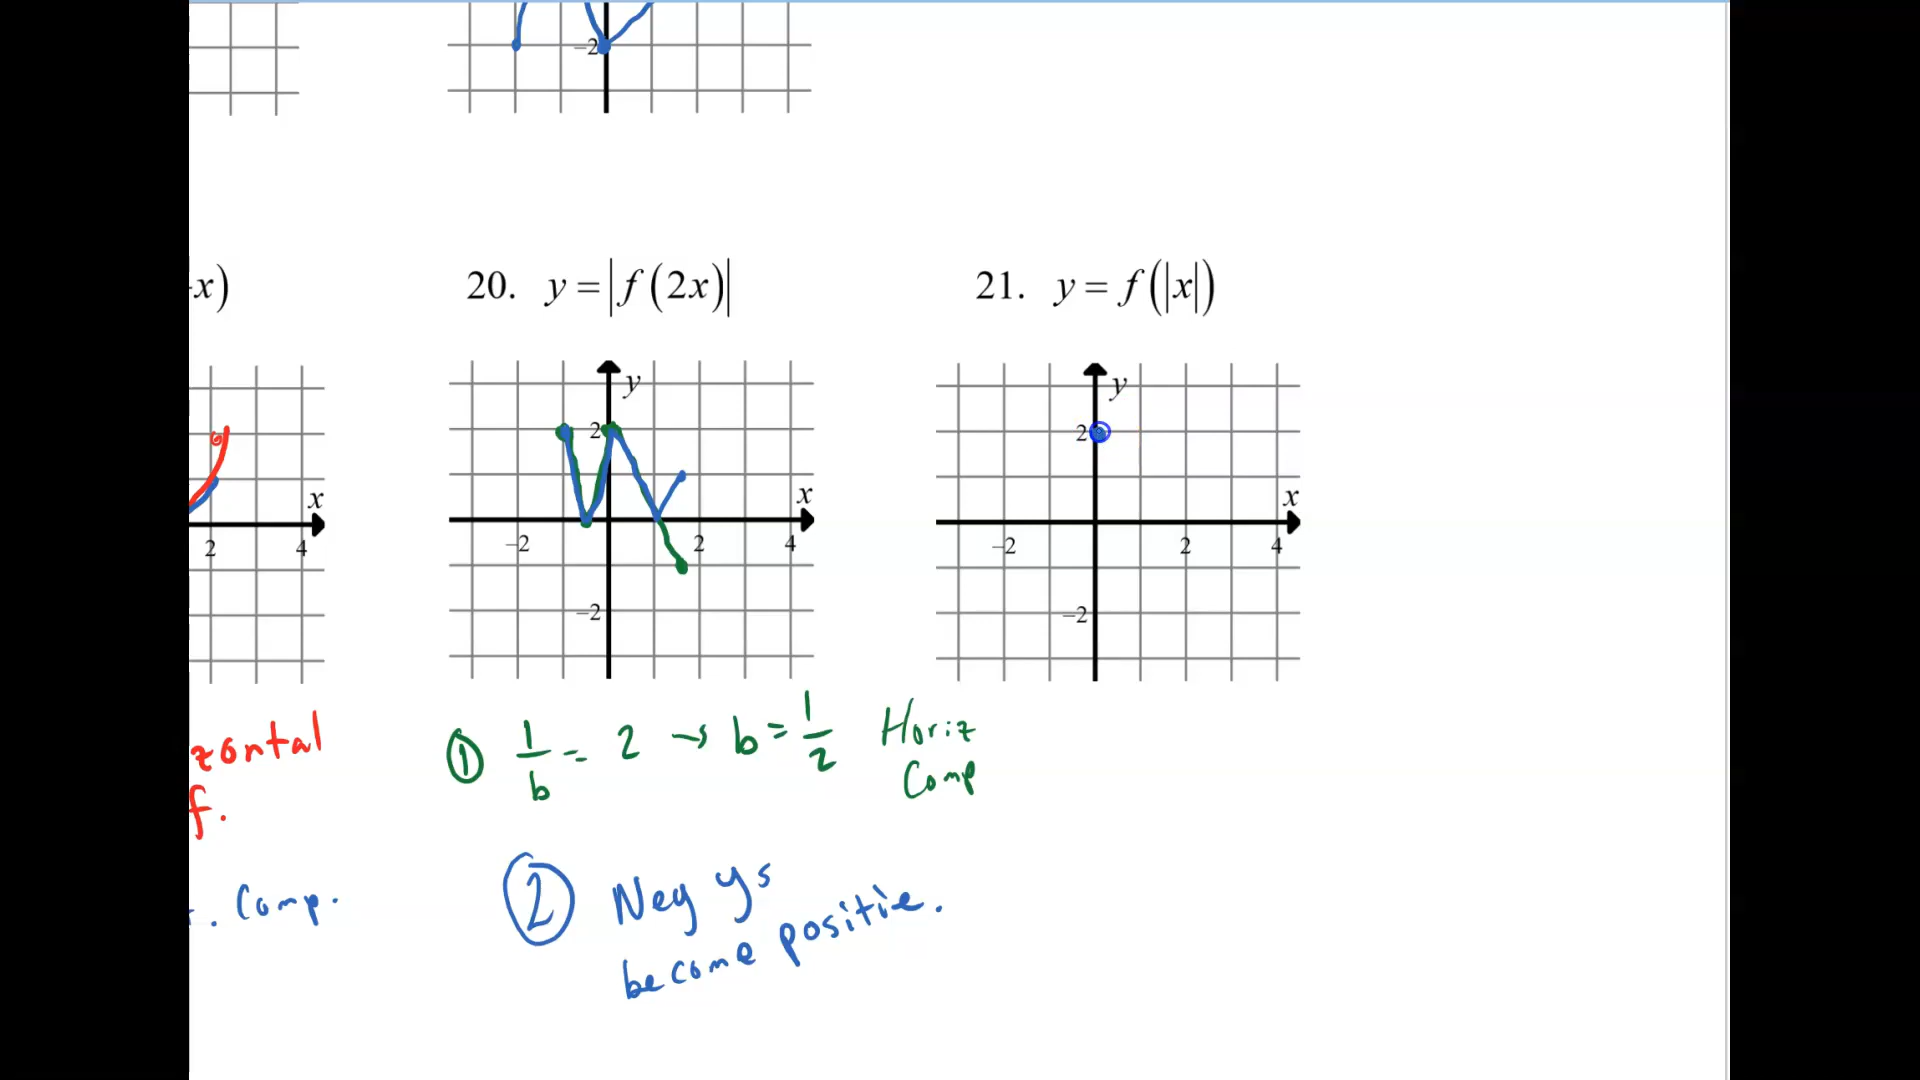 -2
x)
20. y = |f(2x)|
21. y = f(|x|)
y
y
2
2
x
x
x
2
4
-2
2
4
-2
2
4
-2
-2
zontal
f.
① 1/b = 2 → b = 1/2 Horiz
Comp
. Comp.
② Neg ys
become positie.